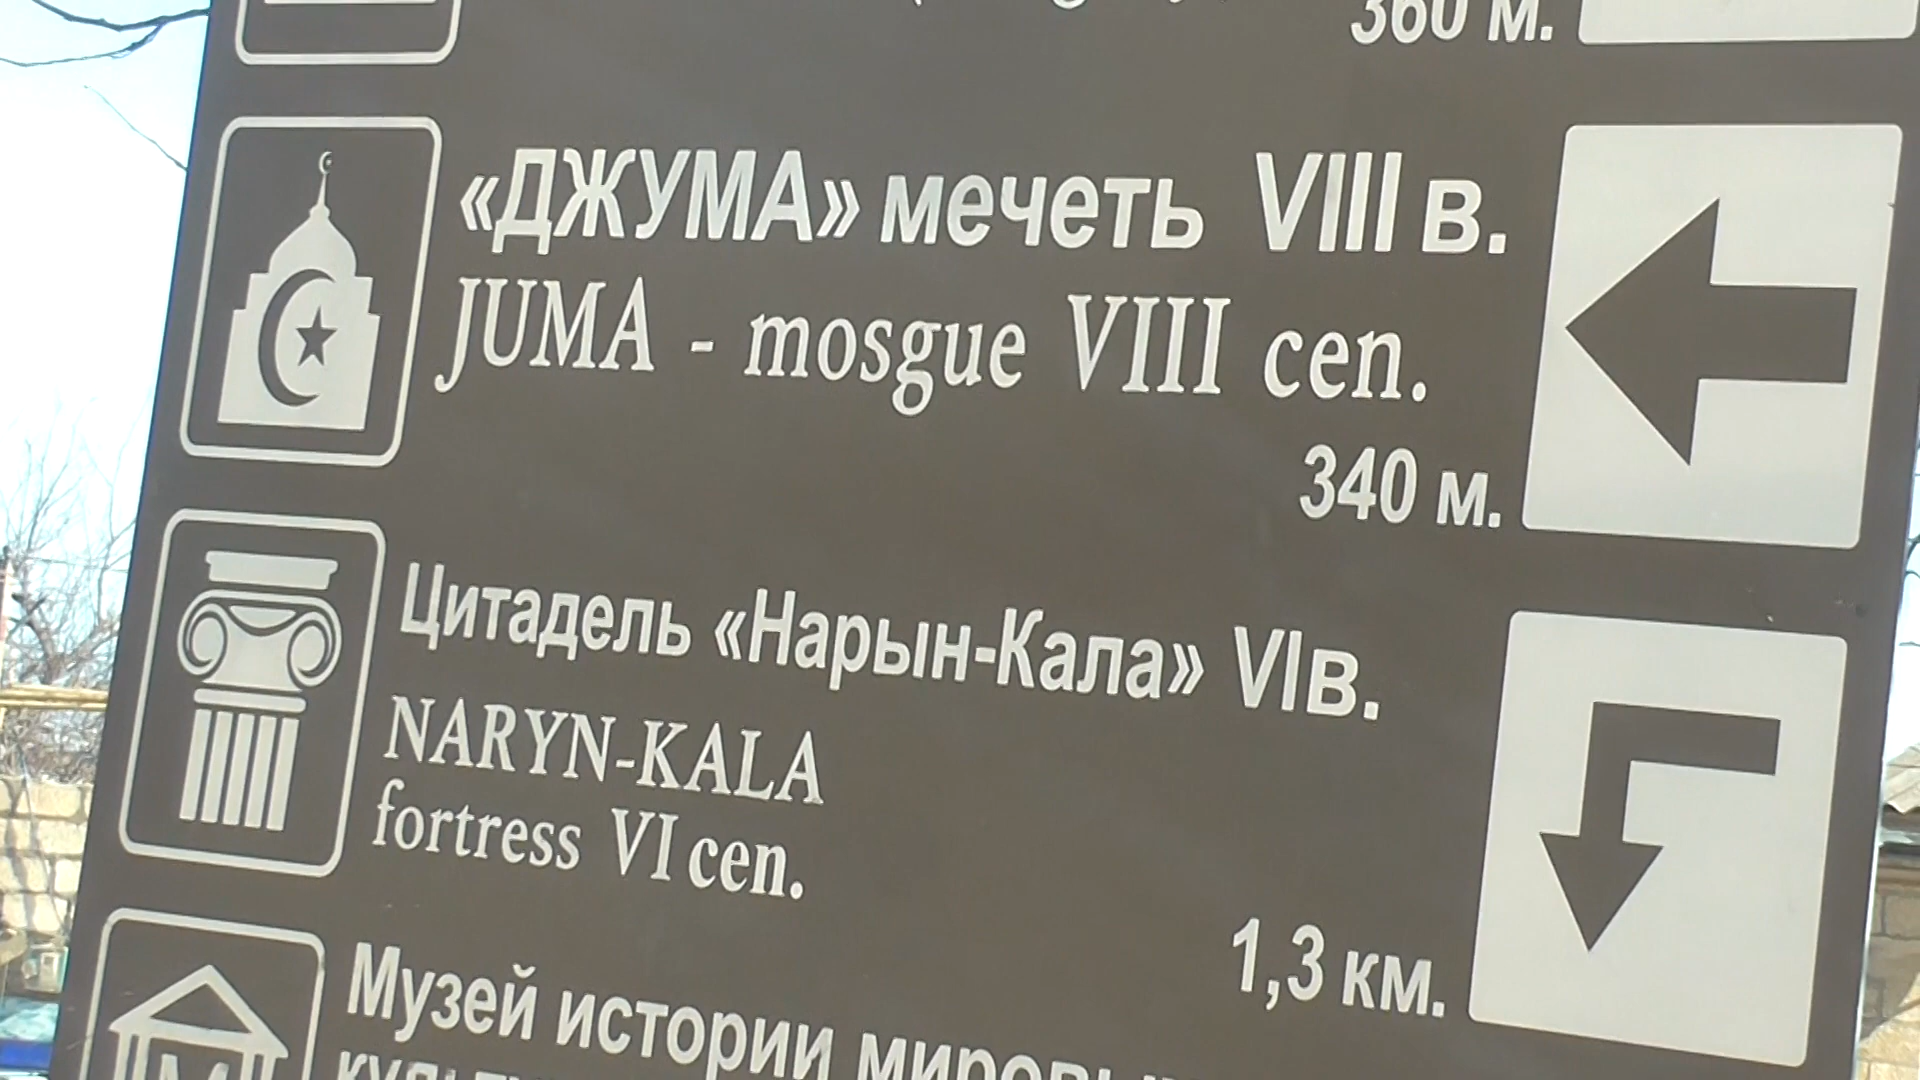 360 м.
«ДЖУМА» мечеть VIII в.
JUMA - mosgue VIII cen.
340 м.
Цитадель «Нарын-Кала» VIв.
NARYN-KALA
fortress VI cen.
1,3 км.
Музей истории